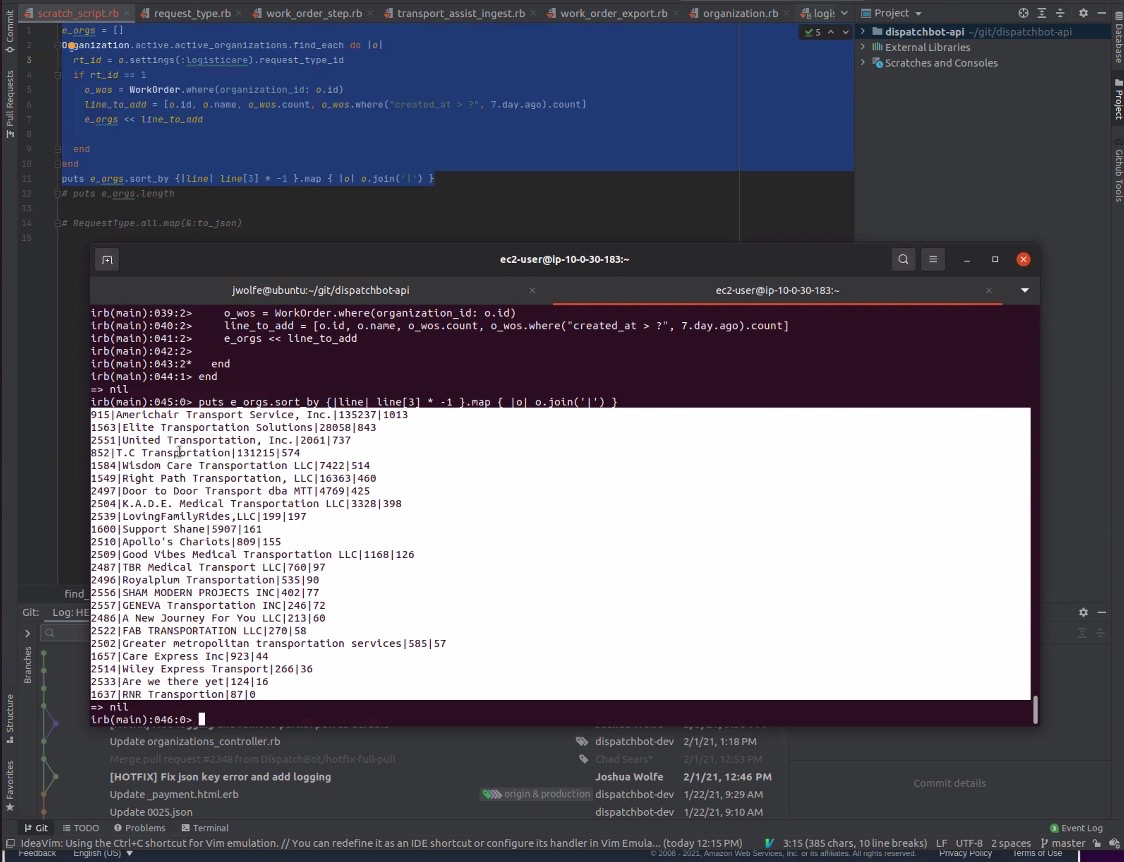 scratch_script.rb
request_type.rb
work_order_step.rb
transport_assist_ingest.rb
work_order_export.rb
organization.rb
logis
Project
Commit
Pull Requests
Structure
Favorites
Database
Project
Github Tools
5
dispatchbot-api ~/git/dispatchbot-api
External Libraries
Scratches and Consoles
1 e_orgs = []
2 Organization.active.active_organizations.find_each do |o|
3 rt_id = o.settings(:logisticare).request_type_id
4 if rt_id == 1
5 o_wos = WorkOrder.where(organization_id: o.id)
6 line_to_add = [o.id, o.name, o_wos.count, o_wos.where("created_at > ?", 7.day.ago).count]
7 e_orgs << line_to_add
8
9 end
10 end
11 puts e_orgs.sort_by {|line| line[3] * -1 }.map { |o| o.join('|') }
12 # puts e_orgs.length
13
14 # RequestType.all.map(&:to_json)
15
ec2-user@ip-10-0-30-183:~
jwolfe@ubuntu:~/git/dispatchbot-api
ec2-user@ip-10-0-30-183:~
irb(main):039:2> o_wos = WorkOrder.where(organization_id: o.id)
irb(main):040:2> line_to_add = [o.id, o.name, o_wos.count, o_wos.where("created_at > ?", 7.day.ago).count]
irb(main):041:2> e_orgs << line_to_add
irb(main):042:2>
irb(main):043:2* end
irb(main):044:1> end
=> nil
irb(main):045:0> puts e_orgs.sort_by {|line| line[3] * -1 }.map { |o| o.join('|') }
915|Americhair Transport Service, Inc.|135237|1013
1563|Elite Transportation Solutions|28058|843
2551|United Transportation, Inc.|2061|737
852|T.C Transportation|131215|574
1584|Wisdom Care Transportation LLC|7422|514
1549|Right Path Transportation, LLC|16363|460
2497|Door to Door Transport dba MTT|4769|425
2504|K.A.D.E. Medical Transportation LLC|3328|398
2539|LovingFamilyRides,LLC|199|197
1600|Support Shane|5907|161
2510|Apollo's Chariots|809|155
2509|Good Vibes Medical Transportation LLC|1168|126
2487|TBR Medical Transport LLC|760|97
2496|Royalplum Transportation|535|90
2556|SHAM MODERN PROJECTS INC|402|77
2557|GENEVA Transportation INC|246|72
2486|A New Journey For You LLC|213|60
2522|FAB TRANSPORTATION LLC|270|58
2502|Greater metropolitan transportation services|585|57
1657|Care Express Inc|923|44
2514|Wiley Express Transport|266|36
2533|Are we there yet|124|16
1637|RNR Transportion|87|0
=> nil
irb(main):046:0>
find_
Git: Log: HE
Branches
dispatchbot-dev
Update organizations_controller.rb dispatchbot-dev 2/1/21, 1:18 PM
Merge pull request #2348 from DispatchBot/hotfix-full-pull Chad Sears* 2/1/21, 12:53 PM
[HOTFIX] Fix json key error and add logging Joshua Wolfe 2/1/21, 12:46 PM
Update _payment.html.erb origin & production dispatchbot-dev 1/22/21, 9:29 AM
Update 0025.json dispatchbot-dev 1/22/21, 9:10 AM
Commit details
Git
TODO
Problems
Terminal
3 Event Log
IdeaVim: Using the Ctrl+C shortcut for Vim emulation. // You can redefine it as an IDE shortcut or configure its handler in Vim Emula... (today 12:15 PM)
3:15 (385 chars, 10 line breaks) LF UTF-8 2 spaces master
Feedback English (US)
© 2008 - 2021, Amazon Web Services, Inc. or its affiliates. All rights reserved. Privacy Policy Terms of Use